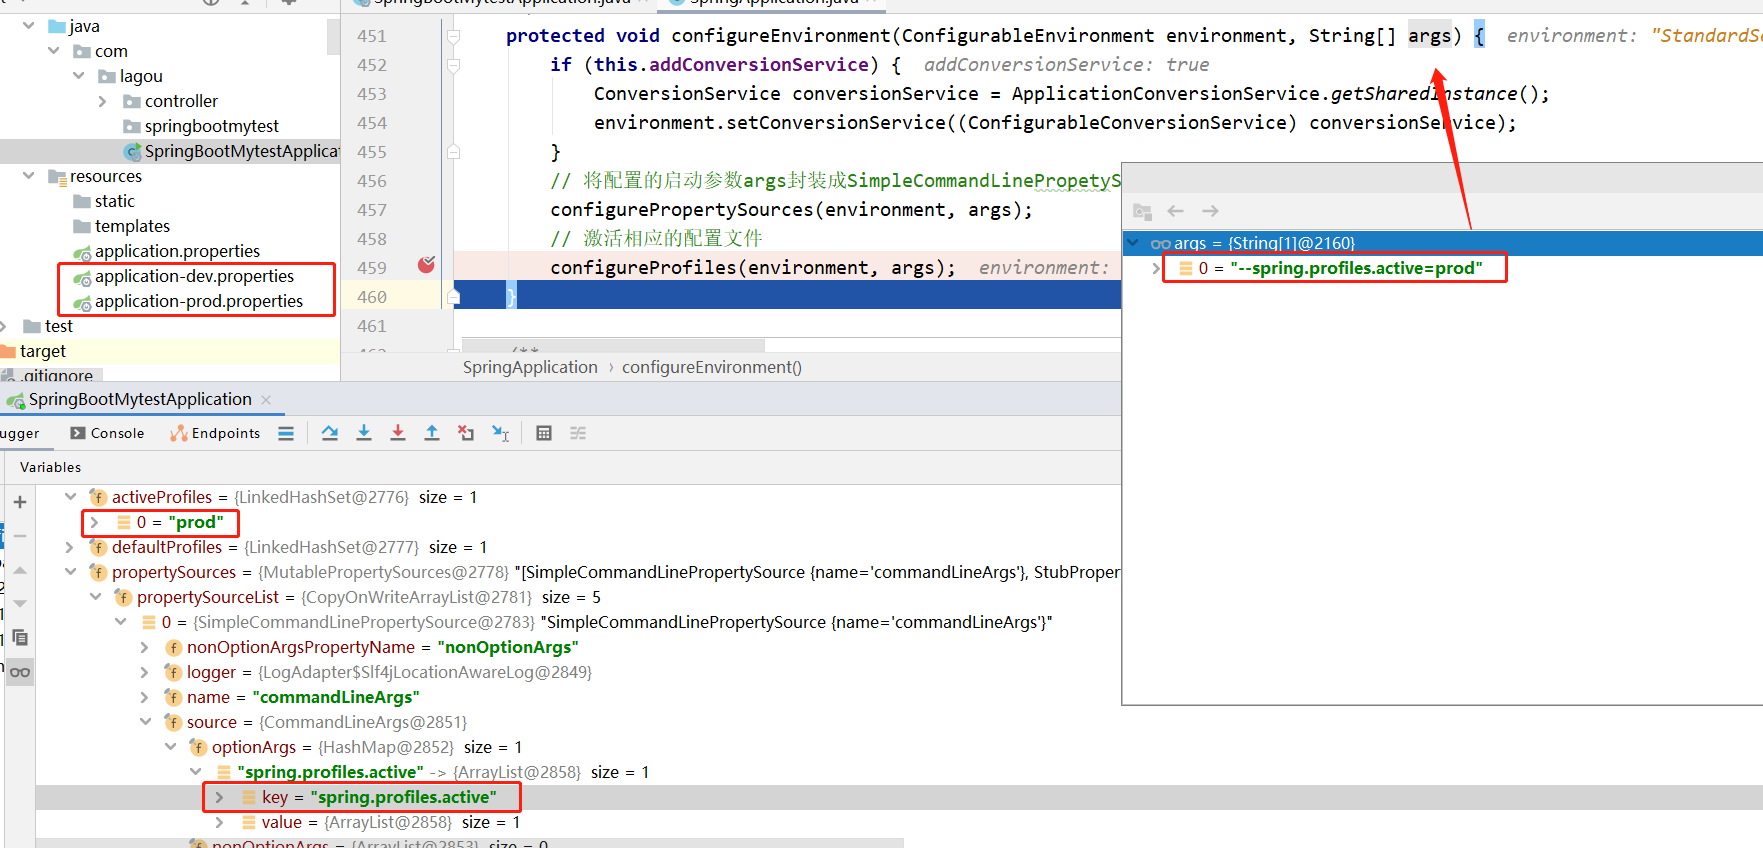 SpringBootMytestApplication.java
SpringApplication.java
java
com
lagou
controller
springbootmytest
SpringBootMytestApplicat
resources
static
templates
application.properties
application-dev.properties
application-prod.properties
test
target
.gitignore
451 protected void configureEnvironment(ConfigurableEnvironment environment, String[] args) { environment: "StandardSe
452 if (this.addConversionService) { addConversionService: true
453 ConversionService conversionService = ApplicationConversionService.getSharedInstance();
454 environment.setConversionService((ConfigurableConversionService) conversionService);
455 }
456 // 将配置的启动参数args封装成SimpleCommandLinePropetyS
457 configurePropertySources(environment, args);
458 // 激活相应的配置文件
459 configureProfiles(environment, args); environment:
460 }
461
462 /**
SpringApplication › configureEnvironment()
args = {String[1]@2160}
0 = "--spring.profiles.active=prod"
SpringBootMytestApplication
ugger Console Endpoints
Variables
activeProfiles = {LinkedHashSet@2776} size = 1
0 = "prod"
defaultProfiles = {LinkedHashSet@2777} size = 1
propertySources = {MutablePropertySources@2778} "[SimpleCommandLinePropertySource {name='commandLineArgs'}, StubProper
propertySourceList = {CopyOnWriteArrayList@2781} size = 5
0 = {SimpleCommandLinePropertySource@2783} "SimpleCommandLinePropertySource {name='commandLineArgs'}"
nonOptionArgsPropertyName = "nonOptionArgs"
logger = {LogAdapter$Slf4jLocationAwareLog@2849}
name = "commandLineArgs"
source = {CommandLineArgs@2851}
optionArgs = {HashMap@2852} size = 1
"spring.profiles.active" -> {ArrayList@2858} size = 1
key = "spring.profiles.active"
value = {ArrayList@2858} size = 1
nonOptionArgs = {ArrayList@2853} size = 0